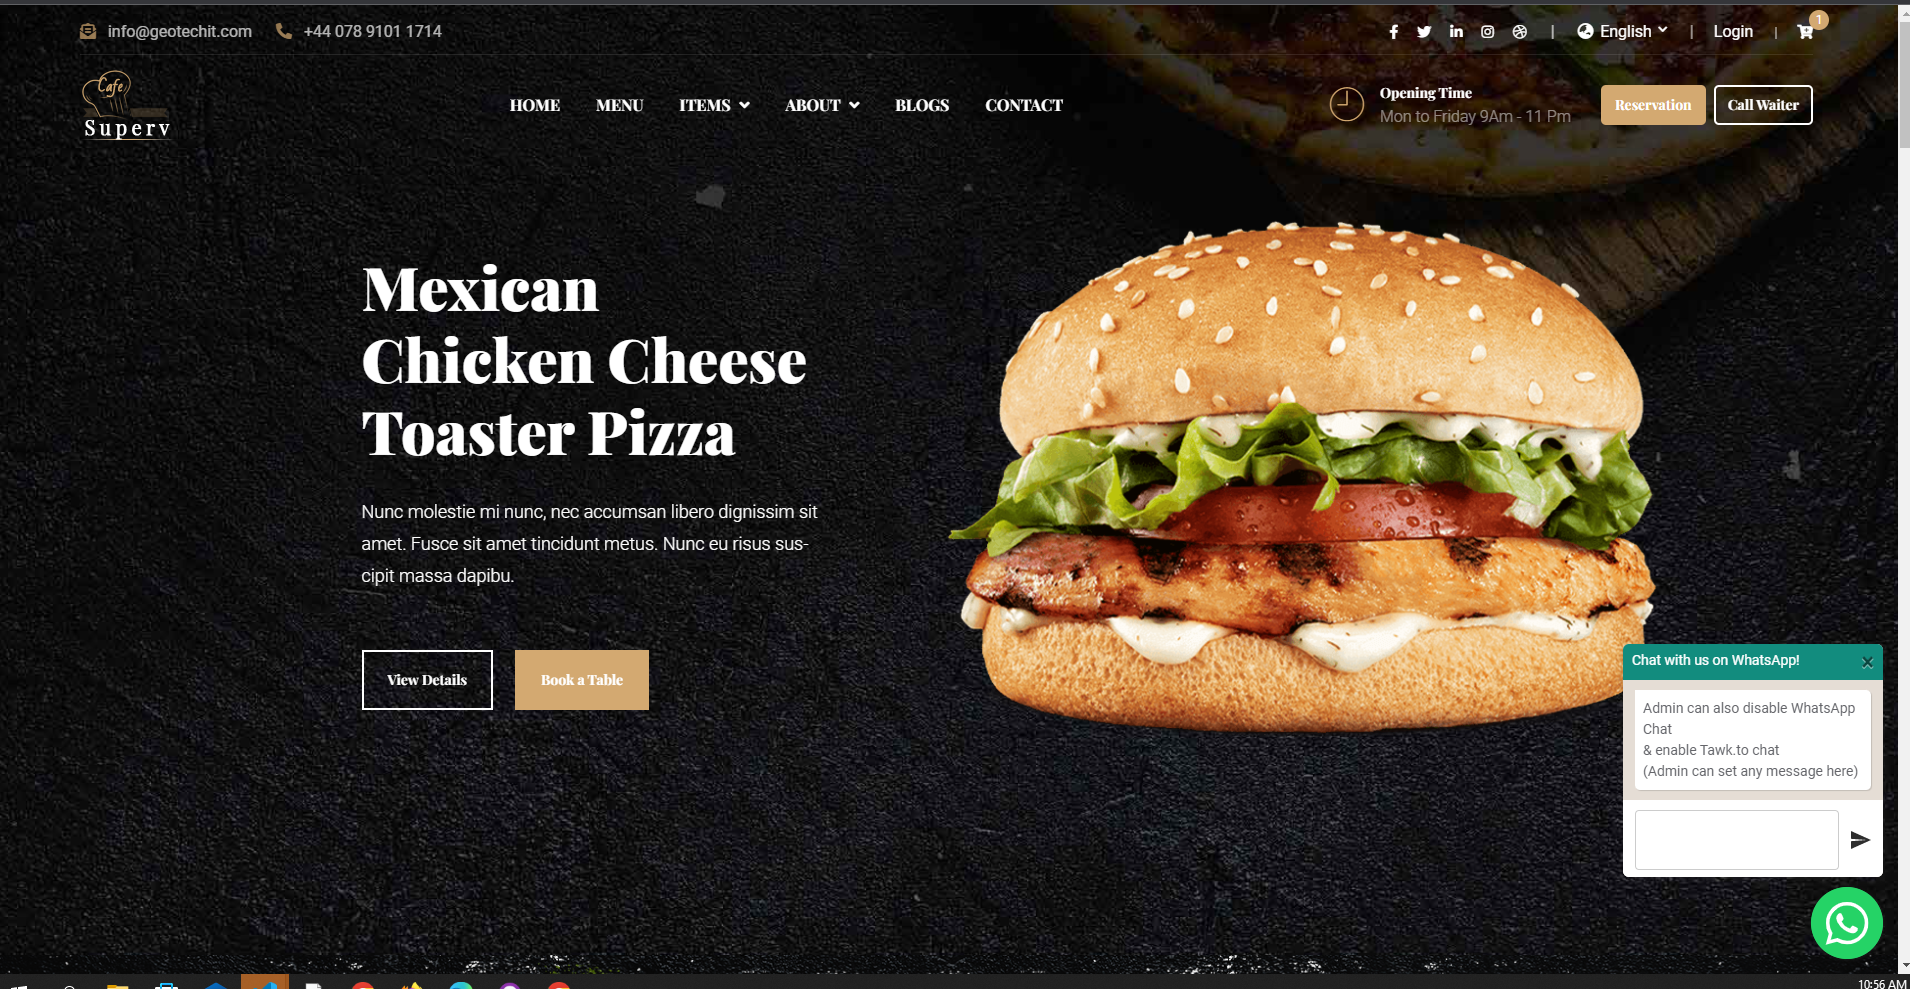 info@geotechit.com +44 078 9101 1714
| English | Login | 1
Cafe
Superv
HOME MENU ITEMS ABOUT BLOGS CONTACT
Opening Time
Mon to Friday 9Am - 11 Pm
Reservation
Call Waiter
Mexican
Chicken Cheese
Toaster Pizza
Nunc molestie mi nunc, nec accumsan libero dignissim sit
amet. Fusce sit amet tincidunt metus. Nunc eu risus sus-
cipit massa dapibu.
View Details
Book a Table
Chat with us on WhatsApp!
Admin can also disable WhatsApp
Chat
& enable Tawk.to chat
(Admin can set any message here)
10:56 AM